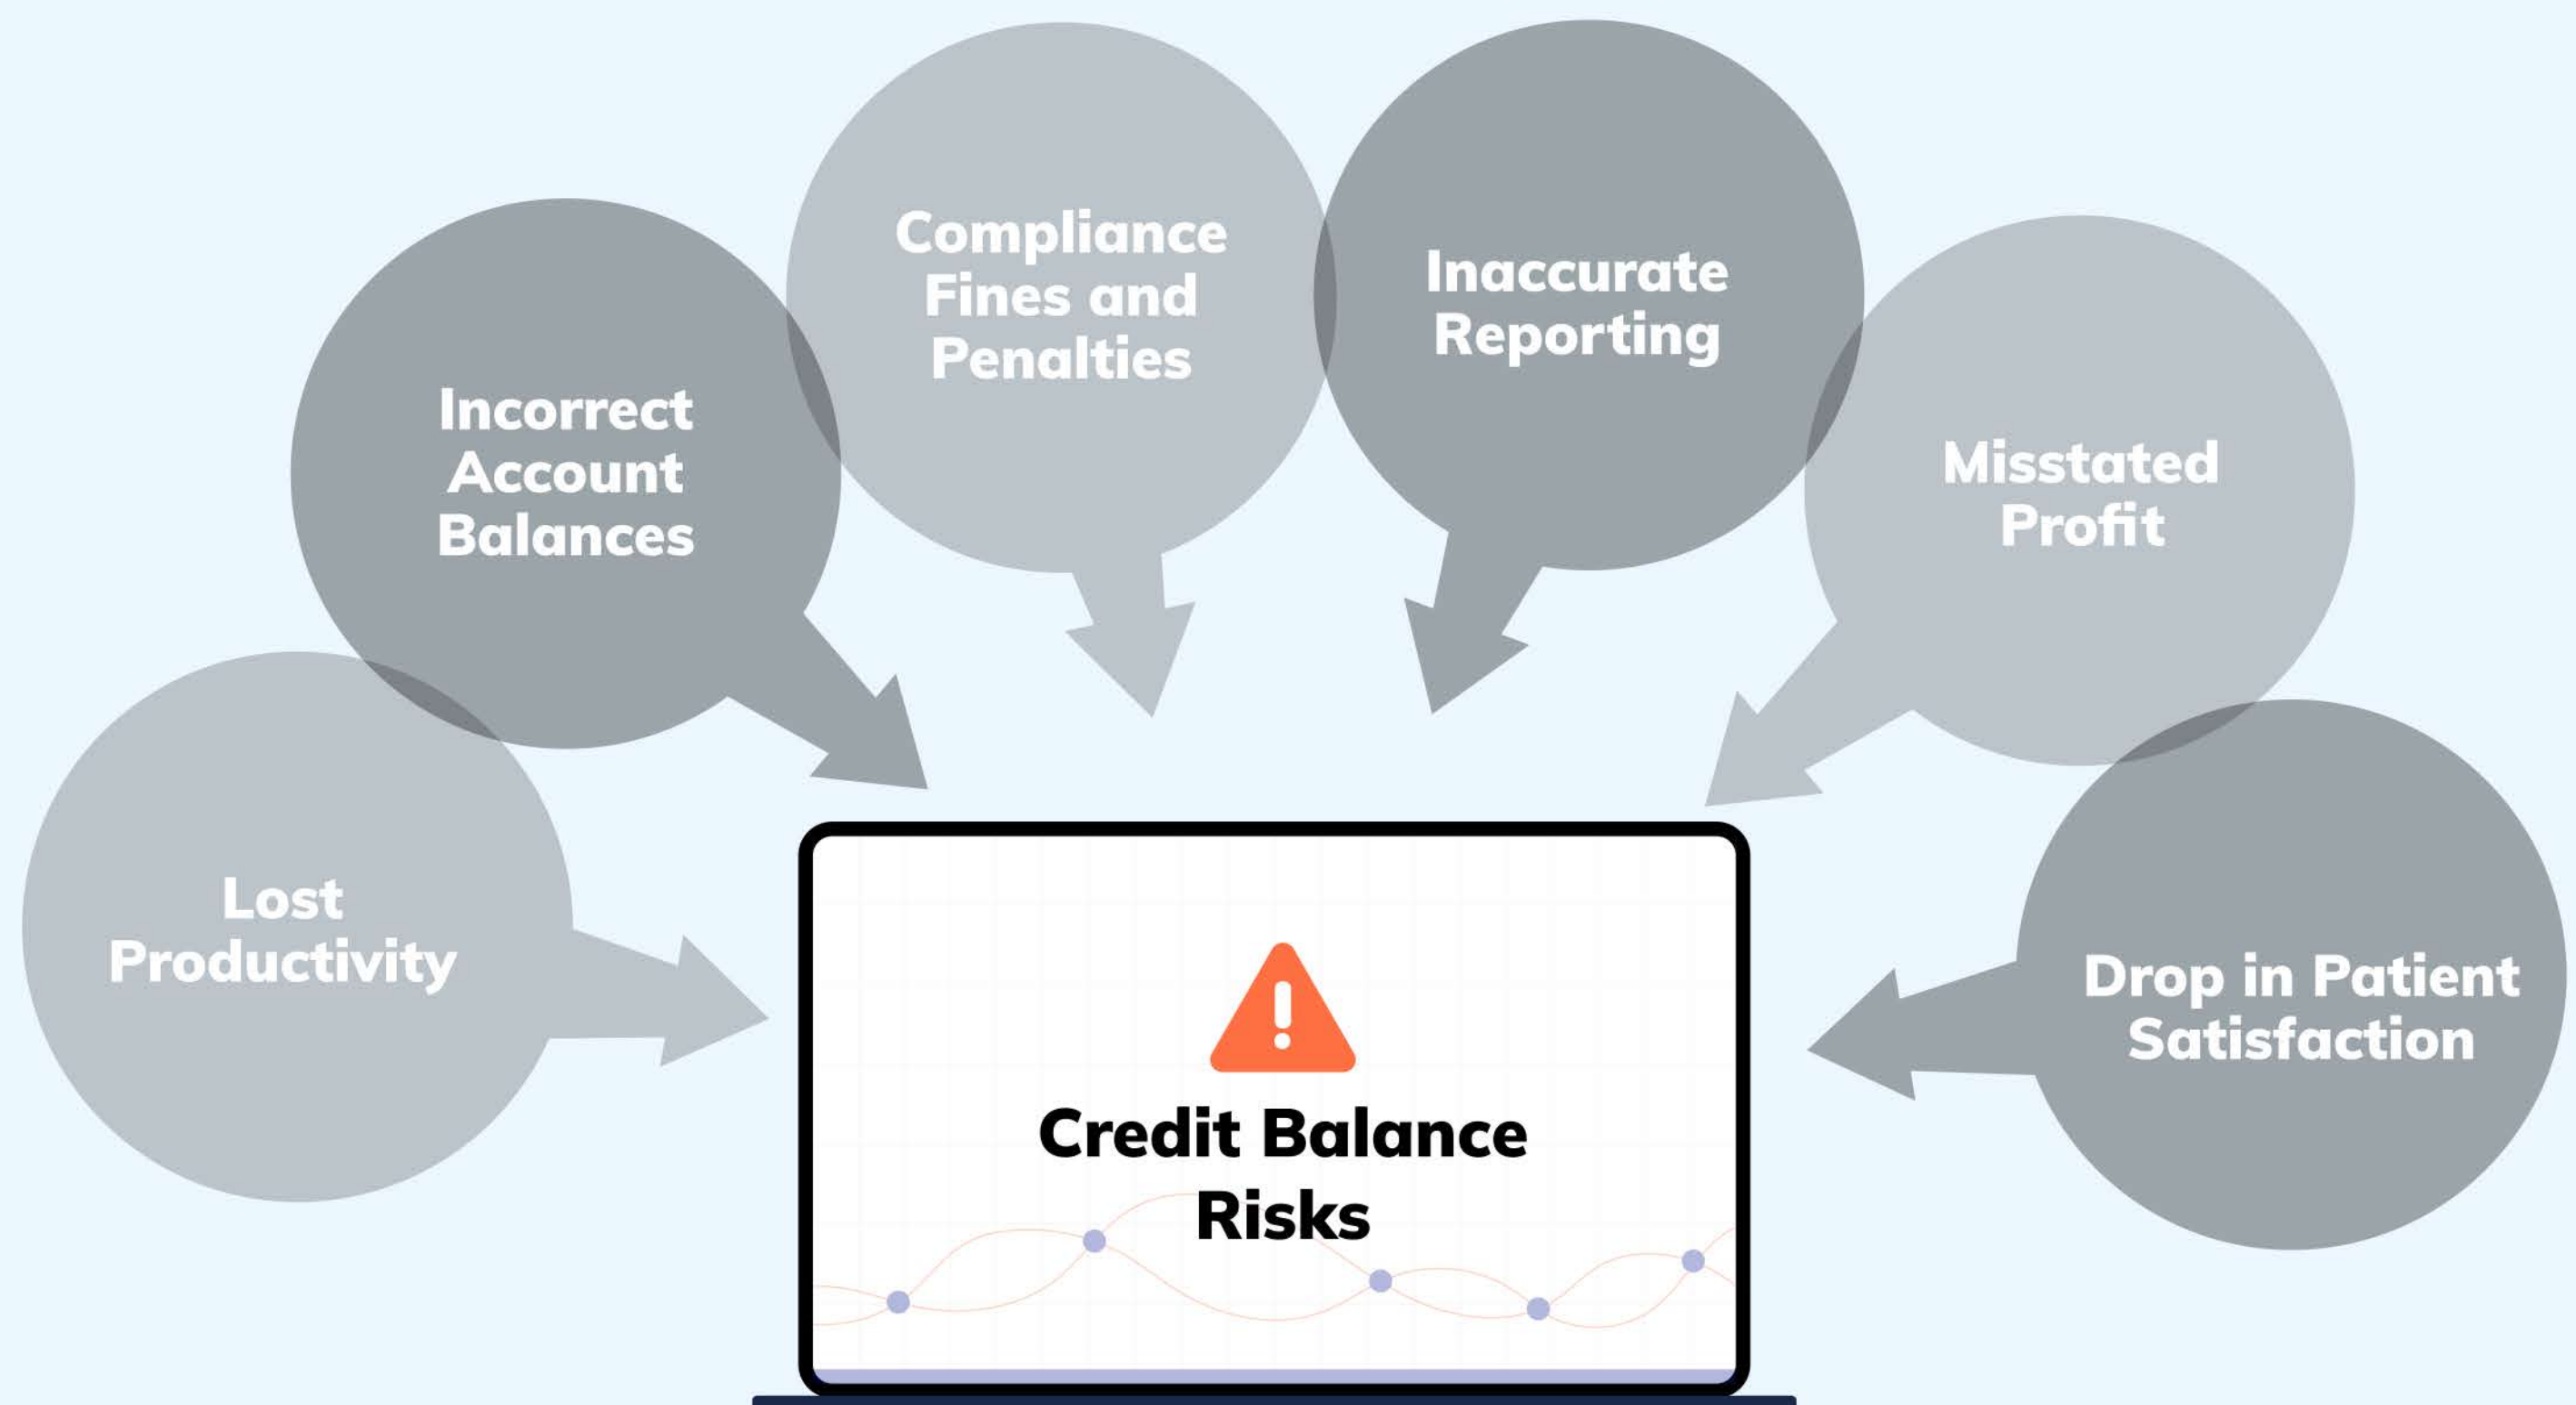 Compliance
Fines and
Penalties
Inaccurate
Reporting
Incorrect
Account
Balances
Misstated
Profit
Lost
Productivity
Drop in Patient
Satisfaction
Credit Balance
Risks